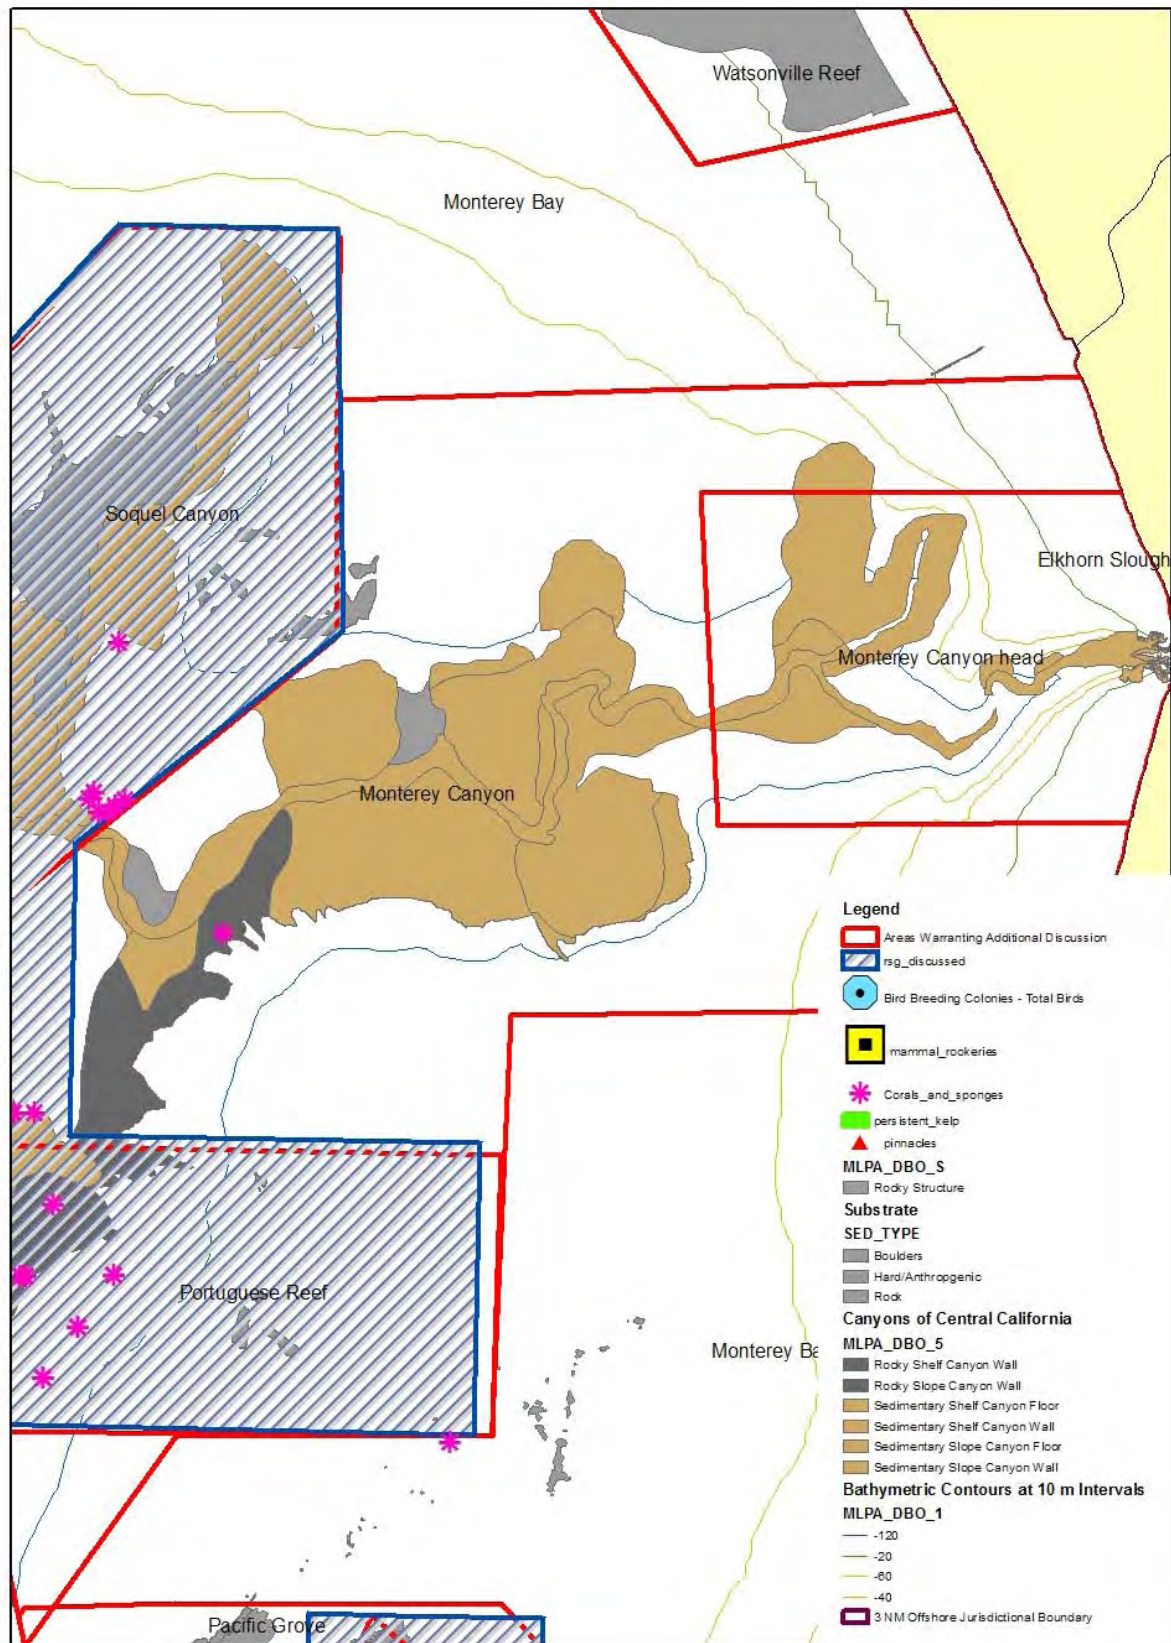 Watsonville Reef
Monterey Bay
Soquel Canyon
Elkhorn Slough
Monterey Canyon head
Monterey Canyon
Portuguese Reef
Monterey Ba
Pacific Grove
Legend
Areas Warranting Additional Discussion
rsg_discussed
Bird Breeding Colonies - Total Birds
mammal_rookeries
Corals_and_sponges
persistent_kelp
pinnacles
MLPA_DBO_S
Rocky Structure
Substrate
SED_TYPE
Boulders
Hard/Anthropgenic
Rock
Canyons of Central California
MLPA_DBO_5
Rocky Shelf Canyon Wall
Rocky Slope Canyon Wall
Sedimentary Shelf Canyon Floor
Sedimentary Shelf Canyon Wall
Sedimentary Slope Canyon Floor
Sedimentary Slope Canyon Wall
Bathymetric Contours at 10 m Intervals
MLPA_DBO_1
-120
-20
-60
-40
3 NM Offshore Jurisdictional Boundary